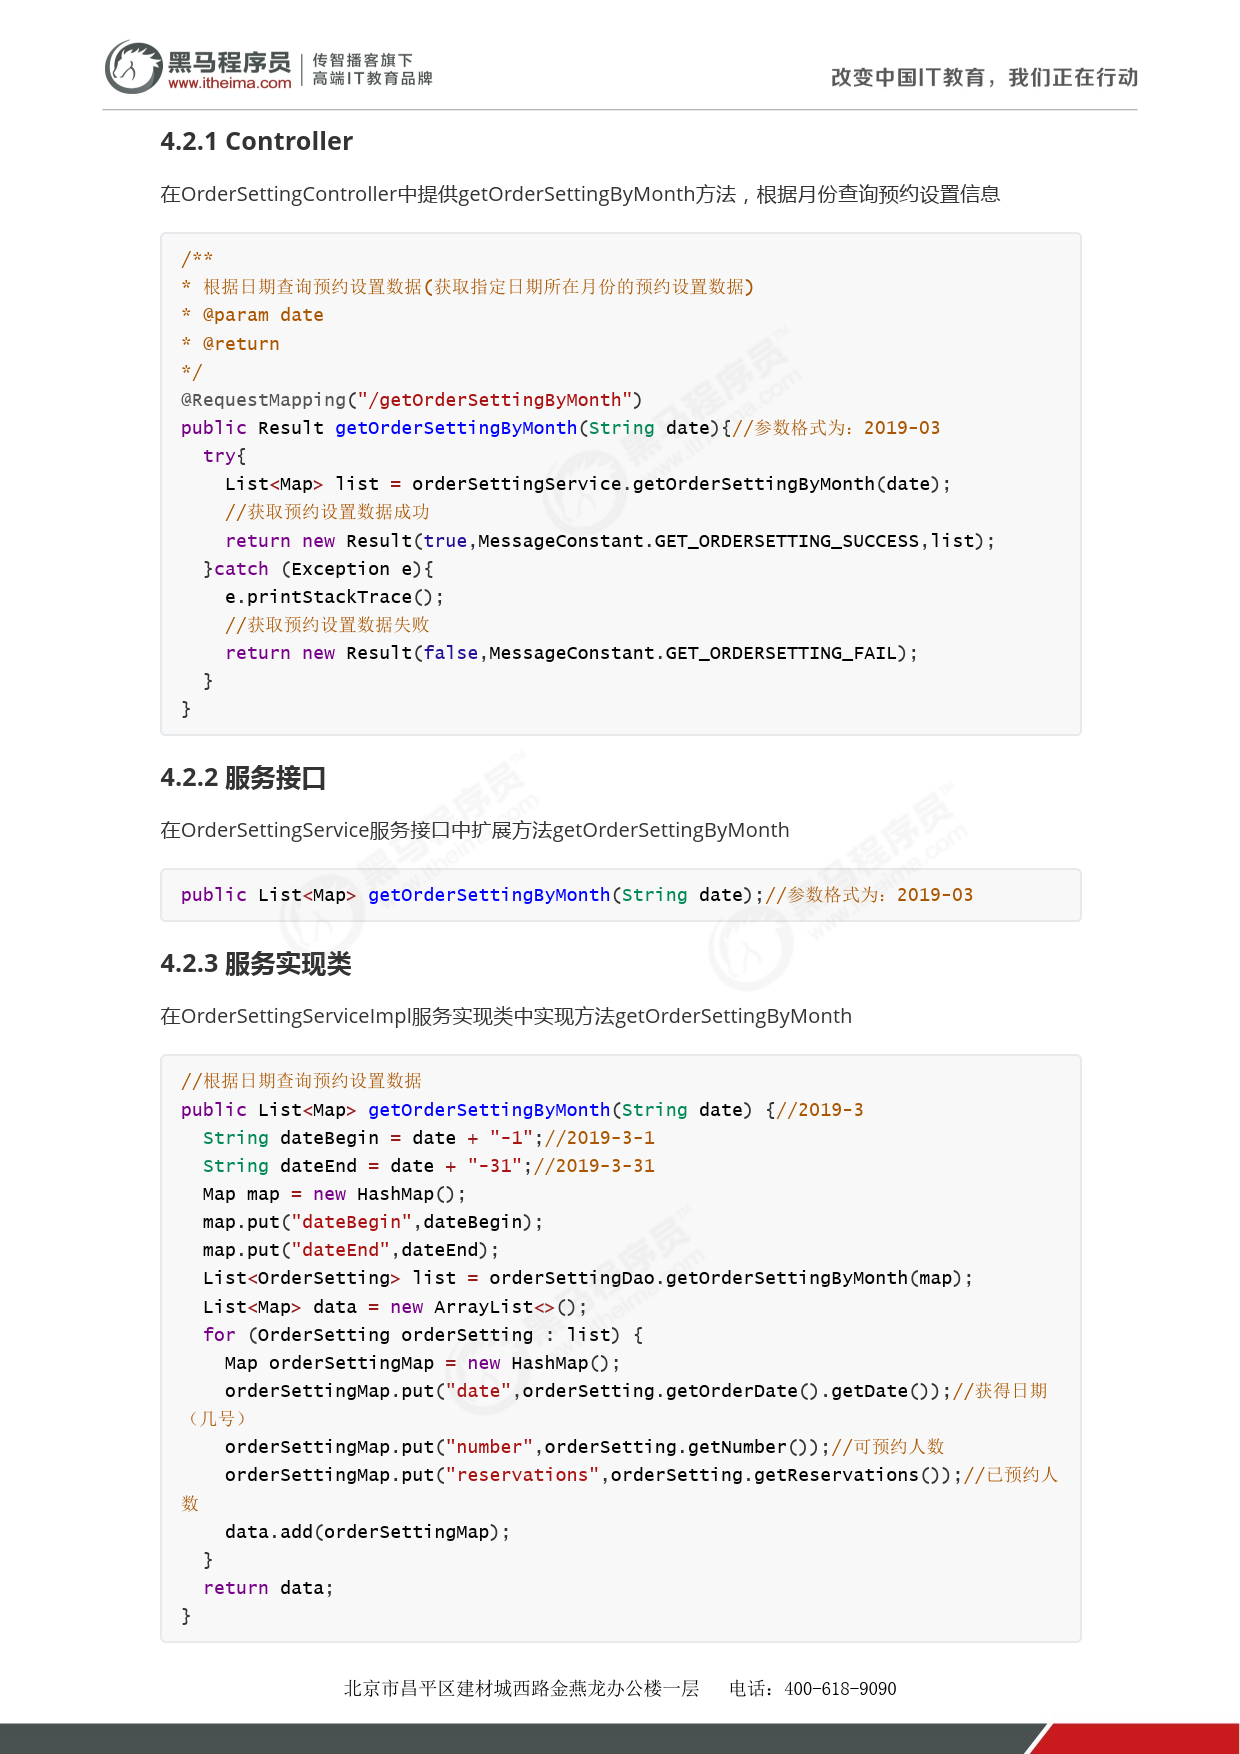 黑马程序员 传智播客旗下
www.itheima.com 高端IT教育品牌
改变中国IT教育，我们正在行动
4.2.1 Controller
在OrderSettingController中提供getOrderSettingByMonth方法，根据月份查询预约设置信息
/**
* 根据日期查询预约设置数据(获取指定日期所在月份的预约设置数据)
* @param date
* @return
*/
@RequestMapping("/getOrderSettingByMonth")
public Result getOrderSettingByMonth(String date){//参数格式为：2019-03
  try{
    List<Map> list = orderSettingService.getOrderSettingByMonth(date);
    //获取预约设置数据成功
    return new Result(true,MessageConstant.GET_ORDERSETTING_SUCCESS,list);
  }catch (Exception e){
    e.printStackTrace();
    //获取预约设置数据失败
    return new Result(false,MessageConstant.GET_ORDERSETTING_FAIL);
  }
}
4.2.2 服务接口
在OrderSettingService服务接口中扩展方法getOrderSettingByMonth
public List<Map> getOrderSettingByMonth(String date);//参数格式为：2019-03
4.2.3 服务实现类
在OrderSettingServiceImpl服务实现类中实现方法getOrderSettingByMonth
//根据日期查询预约设置数据
public List<Map> getOrderSettingByMonth(String date) {//2019-3
  String dateBegin = date + "-1";//2019-3-1
  String dateEnd = date + "-31";//2019-3-31
  Map map = new HashMap();
  map.put("dateBegin",dateBegin);
  map.put("dateEnd",dateEnd);
  List<OrderSetting> list = orderSettingDao.getOrderSettingByMonth(map);
  List<Map> data = new ArrayList<>();
  for (OrderSetting orderSetting : list) {
    Map orderSettingMap = new HashMap();
    orderSettingMap.put("date",orderSetting.getOrderDate().getDate());//获得日期
（几号）
    orderSettingMap.put("number",orderSetting.getNumber());//可预约人数
    orderSettingMap.put("reservations",orderSetting.getReservations());//已预约人
数
    data.add(orderSettingMap);
  }
  return data;
}
北京市昌平区建材城西路金燕龙办公楼一层 电话：400-618-9090